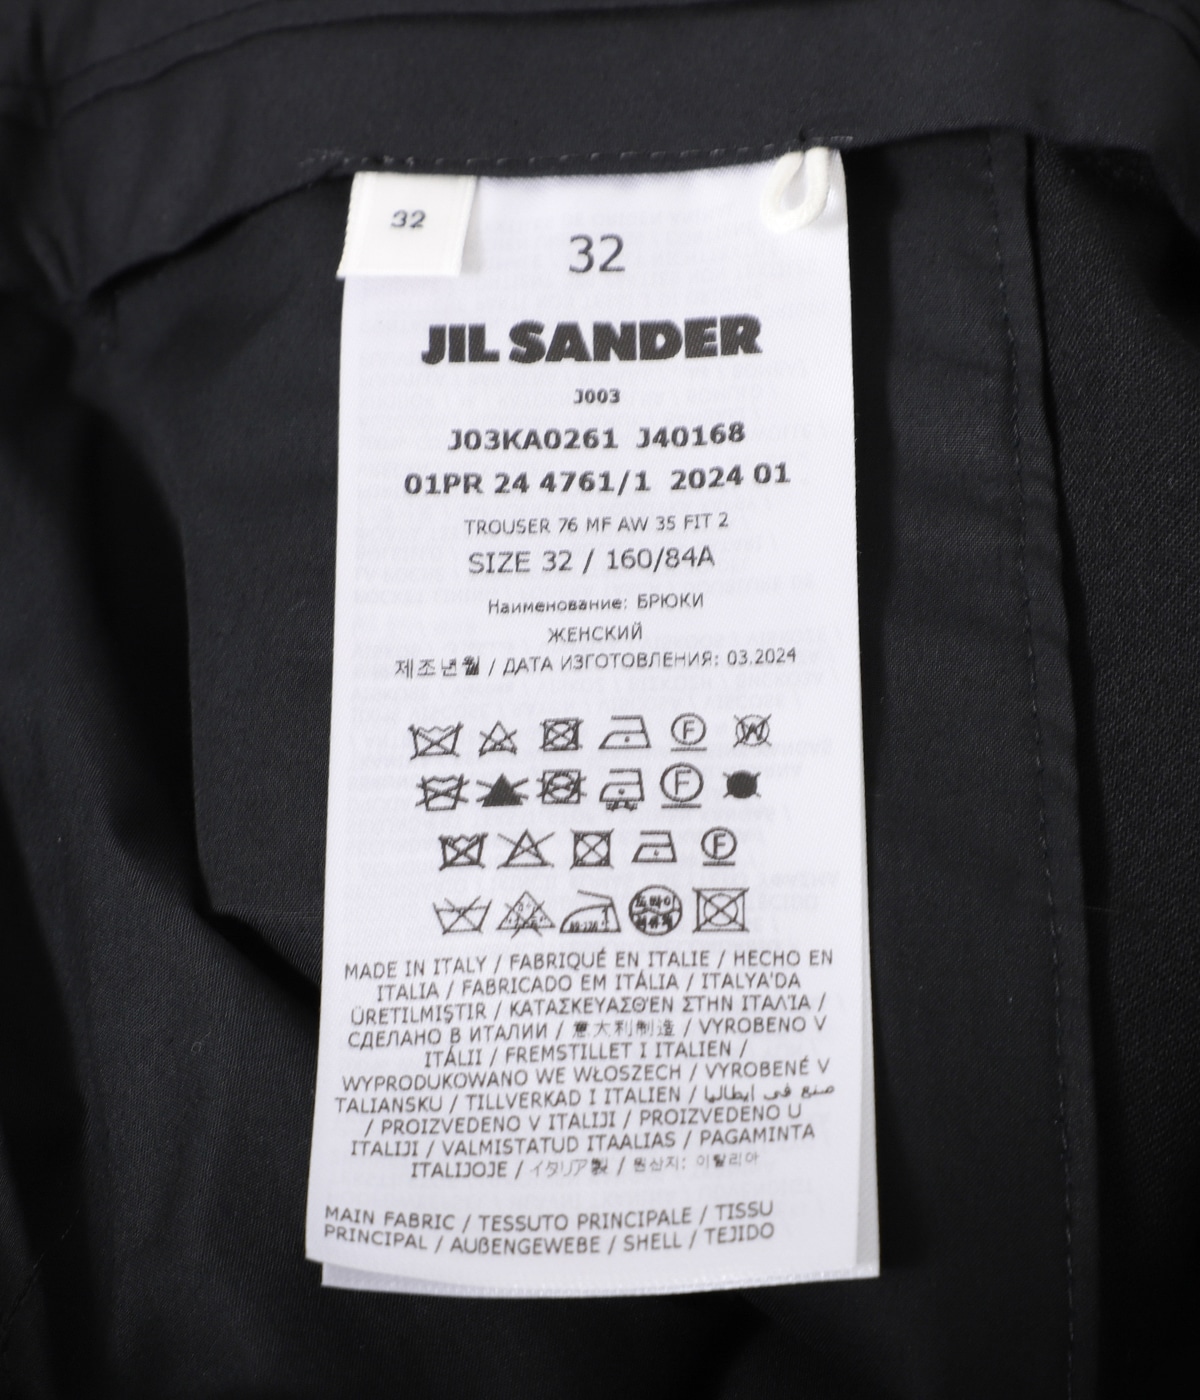 32
32
JIL SANDER
J003
J03KA0261 J40168
01PR 24 4761/1 2024 01
TROUSER 76 MF AW 35 FIT 2
SIZE 32 / 160/84A
Наименование: БРЮКИ
ЖЕНСКИЙ
제조년월 / ДАТА ИЗГОТОВЛЕНИЯ: 03.2024
F W
F
F
MADE IN ITALY / FABRIQUÉ EN ITALIE / HECHO EN
ITALIA / FABRICADO EM ITÁLIA / ITALYA'DA
ÜRETILMIŞTIR / ΚΑΤΑΣΚΕΥΑΣΘΈΝ ΣΤΗΝ ΙΤΑΛΊΑ /
СДЕЛАНО В ИТАЛИИ / 意大利制造 / VYROBENO V
ITÁLII / FREMSTILLET I ITALIEN /
WYPRODUKOWANO WE WŁOSZECH / VYROBENÉ V
TALIANSKU / TILLVERKAD I ITALIEN / صنع في ايطاليا
/ PROIZVEDENO V ITALIJI / PROIZVEDENO U
ITALIJI / VALMISTATUD ITAALIAS / PAGAMINTA
ITALIJOJE / イタリア製 / 원산지: 이탈리아
MAIN FABRIC / TESSUTO PRINCIPALE / TISSU
PRINCIPAL / AUßENGEWEBE / SHELL / TEJIDO